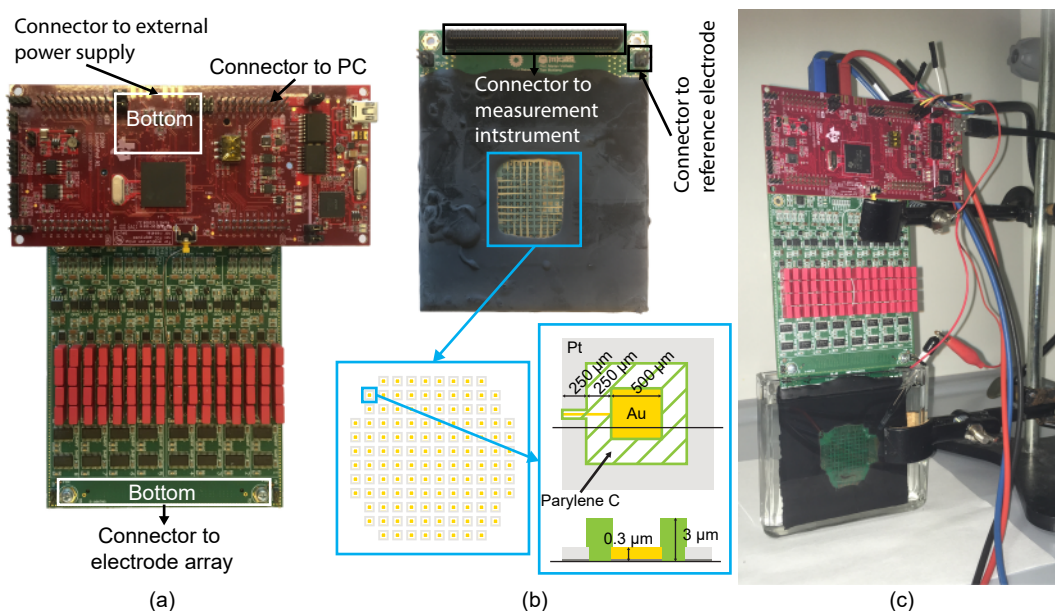 Connector to external
power supply
Connector to PC
Bottom
Bottom
Connector to
electrode array
(a)
Connector to
measurement
intstrument
Connector to
reference electrode
Pt
250 µm
250 µm
500 µm
Au
Parylene C
0.3 µm
3 µm
(b)
(c)